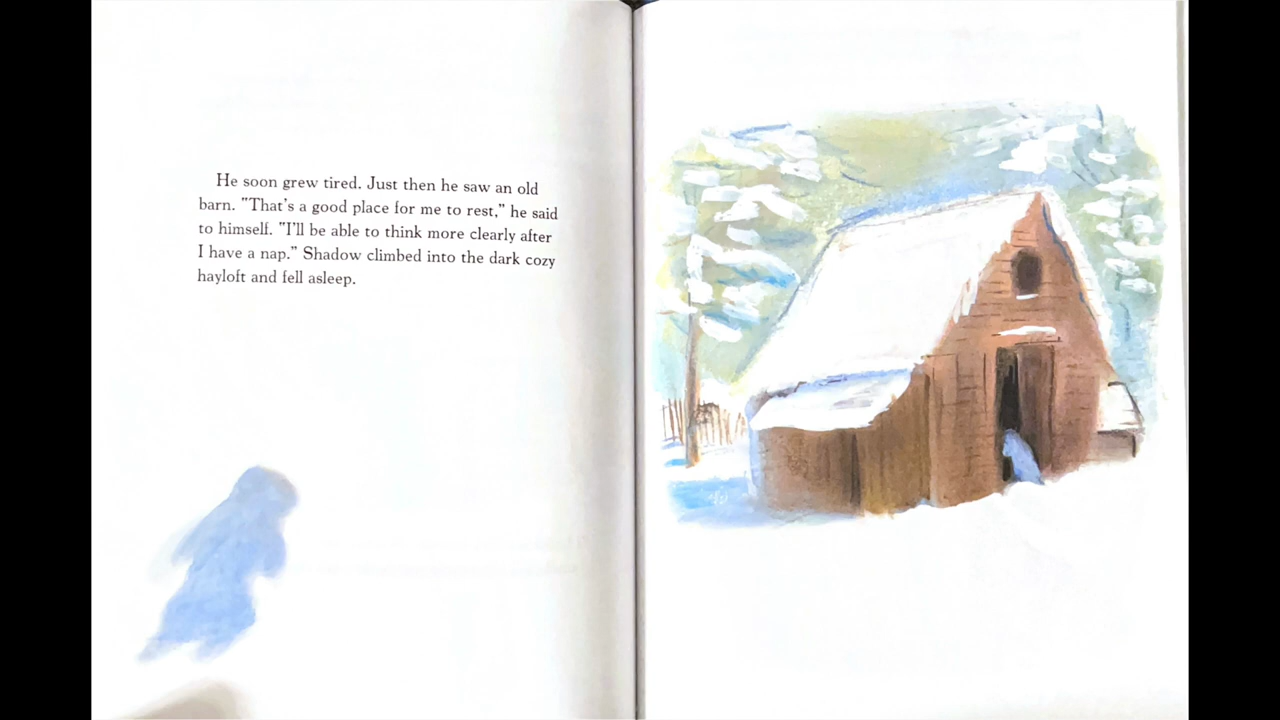 He soon grew tired. Just then he saw an old
barn. "That's a good place for me to rest," he said
to himself. "I'll be able to think more clearly after
I have a nap." Shadow climbed into the dark cozy
hayloft and fell asleep.